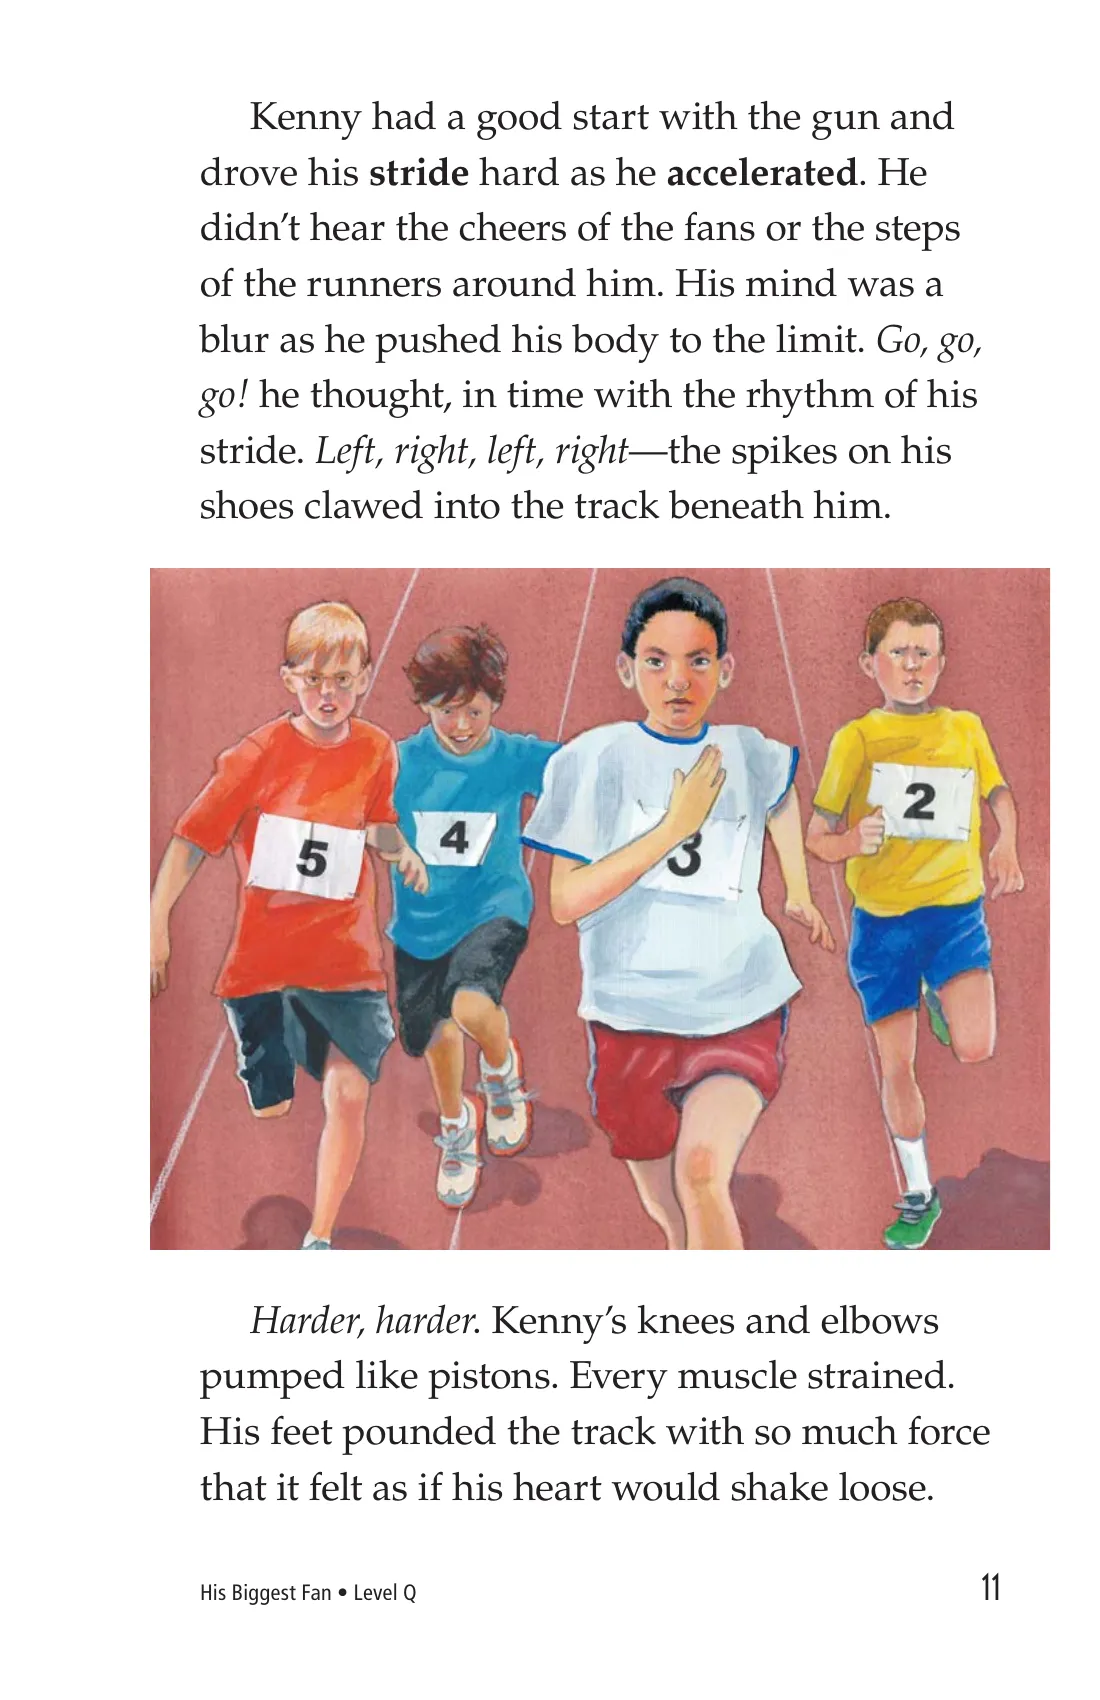 Kenny had a good start with the gun and
drove his stride hard as he accelerated. He
didn’t hear the cheers of the fans or the steps
of the runners around him. His mind was a
blur as he pushed his body to the limit. Go, go,
go! he thought, in time with the rhythm of his
stride. Left, right, left, right—the spikes on his
shoes clawed into the track beneath him.
5
4
3
2
Harder, harder. Kenny’s knees and elbows
pumped like pistons. Every muscle strained.
His feet pounded the track with so much force
that it felt as if his heart would shake loose.
His Biggest Fan • Level Q
11